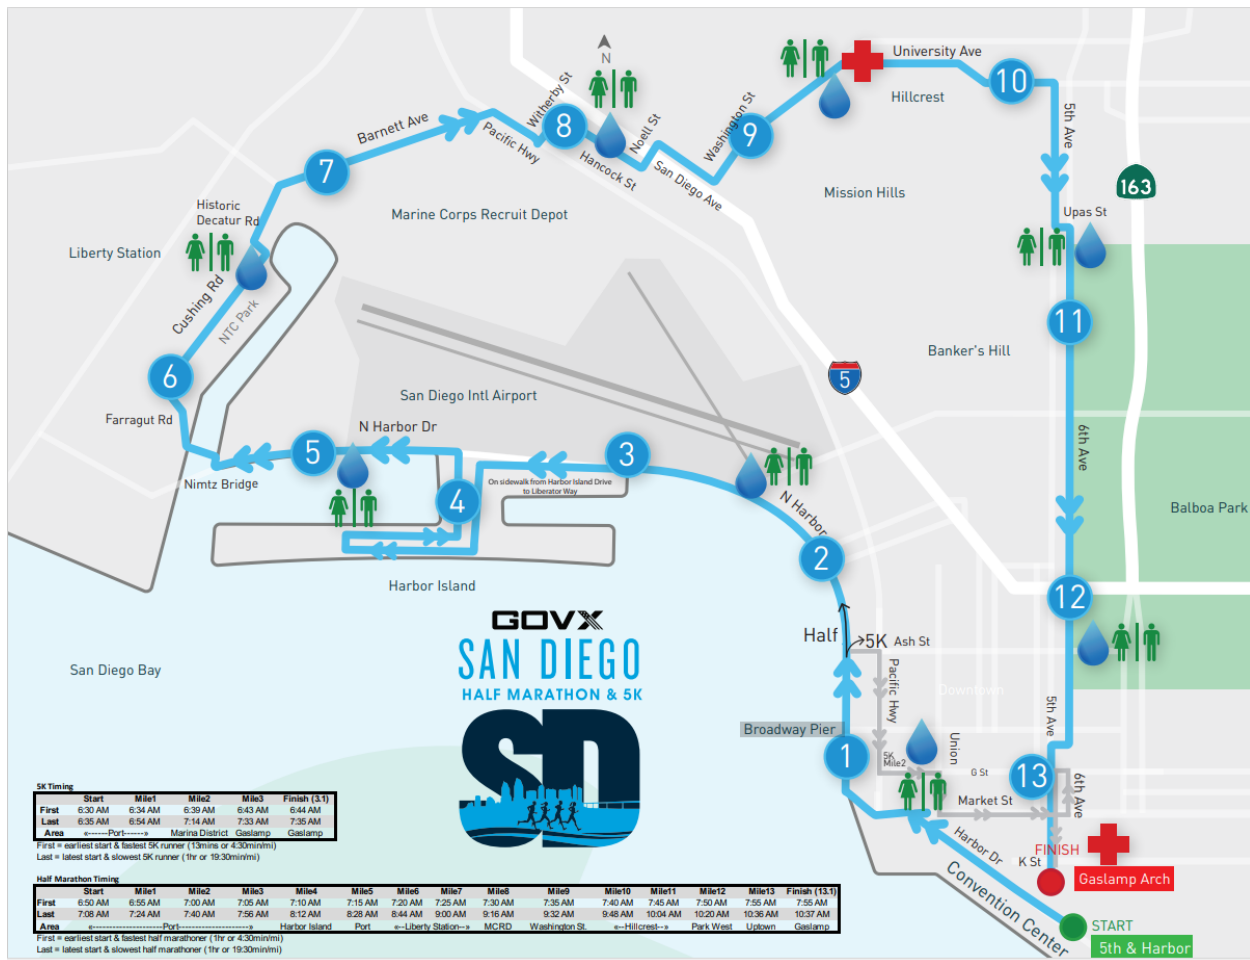 N
University Ave
10
Hillcrest
5th Ave
Witherby St
8
Noell St
Washington St
9
Barnett Ave
Pacific Hwy
Hancock St
San Diego Ave
7
163
Mission Hills
Historic
Decatur Rd
Marine Corps Recruit Depot
Upas St
Liberty Station
Cushing Rd
NTC Park
11
Banker's Hill
6
5
San Diego Intl Airport
Farragut Rd
N Harbor Dr
6th Ave
5
3
Nimtz Bridge
On sidewalk from Harbor Island Drive
to Liberator Way
4
N Harbor
Balboa Park
2
Harbor Island
12
GOVX
SAN DIEGO
HALF MARATHON & 5K
SD
Half
5K
Ash St
San Diego Bay
Pacific Hwy
Downtown
5th Ave
Broadway Pier
Union
1
5K
Mile2
G St
13
6th Ave
Market St
Harbor Dr
FINISH
K St
Gaslamp Arch
Convention Center
START
5th & Harbor
5K Timing
Start Mile1 Mile2 Mile3 Finish (3.1)
First 6:30 AM 6:34 AM 6:39 AM 6:43 AM 6:44 AM
Last 6:35 AM 6:54 AM 7:14 AM 7:33 AM 7:35 AM
Area «------Port------» Marina District Gaslamp Gaslamp
First = earliest start & fastest 5K runner (13mins or 4:30min/mi)
Last = latest start & slowest 5K runner (1hr or 19:30min/mi)
Half Marathon Timing
Start Mile1 Mile2 Mile3 Mile4 Mile5 Mile6 Mile7 Mile8 Mile9 Mile10 Mile11 Mile12 Mile13 Finish (13.1)
First 6:50 AM 6:55 AM 7:00 AM 7:05 AM 7:10 AM 7:15 AM 7:20 AM 7:25 AM 7:30 AM 7:35 AM 7:40 AM 7:45 AM 7:50 AM 7:55 AM 7:55 AM
Last 7:08 AM 7:24 AM 7:40 AM 7:56 AM 8:12 AM 8:28 AM 8:44 AM 9:00 AM 9:16 AM 9:32 AM 9:48 AM 10:04 AM 10:20 AM 10:36 AM 10:37 AM
Area «---------------------Port----------------------» Harbor Island Port «--Liberty Station--» MCRD Washington St. «--Hillcrest--» Park West Uptown Gaslamp
First = earliest start & fastest half marathoner (1hr or 4:30min/mi)
Last = latest start & slowest half marathoner (1hr or 19:30min/mi)